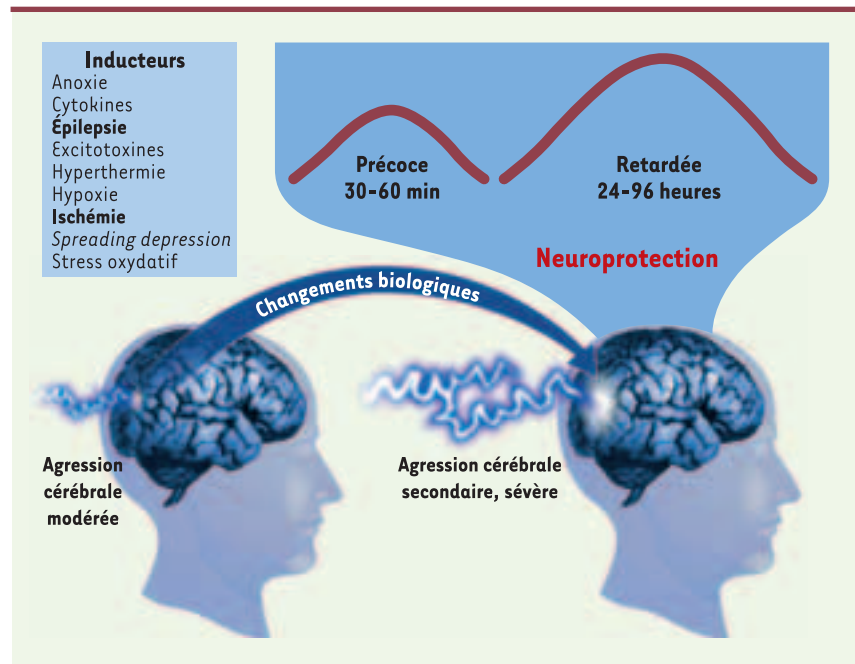 Inducteurs
Anoxie
Cytokines
Épilepsie
Excitotoxines
Hyperthermie
Hypoxie
Ischémie
Spreading depression
Stress oxydatif
Précoce
30-60 min
Retardée
24-96 heures
Neuroprotection
Changements biologiques
Agression
cérébrale
modérée
Agression cérébrale
secondaire, sévère